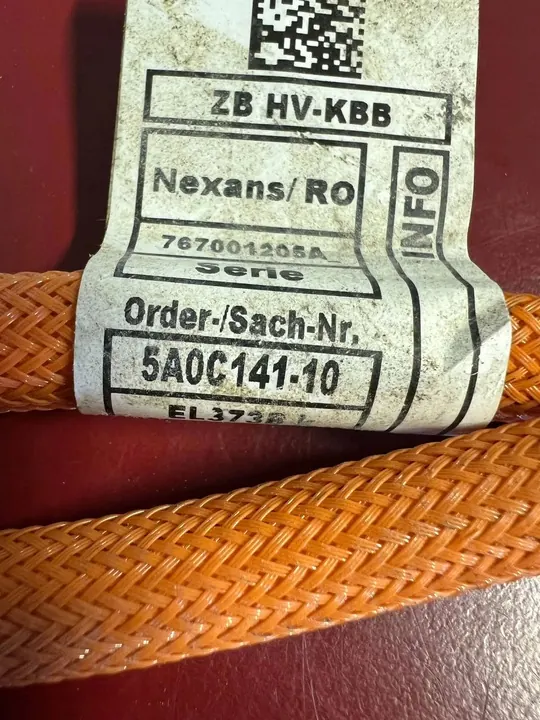 ZB HV-KBB
Nexans/ RO
INFO
767001205A
Serie
Order-/Sach-Nr.
5A0C141-10